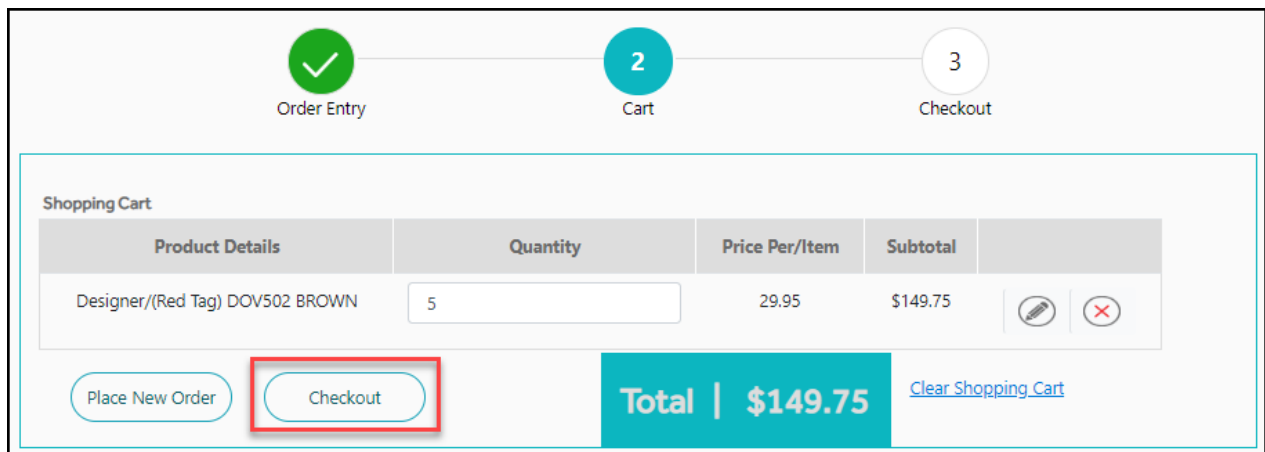 2 3
Order Entry Cart Checkout
Shopping Cart
Product Details Quantity Price Per/Item Subtotal
Designer/(Red Tag) DOV502 BROWN 5 29.95 $149.75
Place New Order Checkout Total | $149.75 Clear Shopping Cart